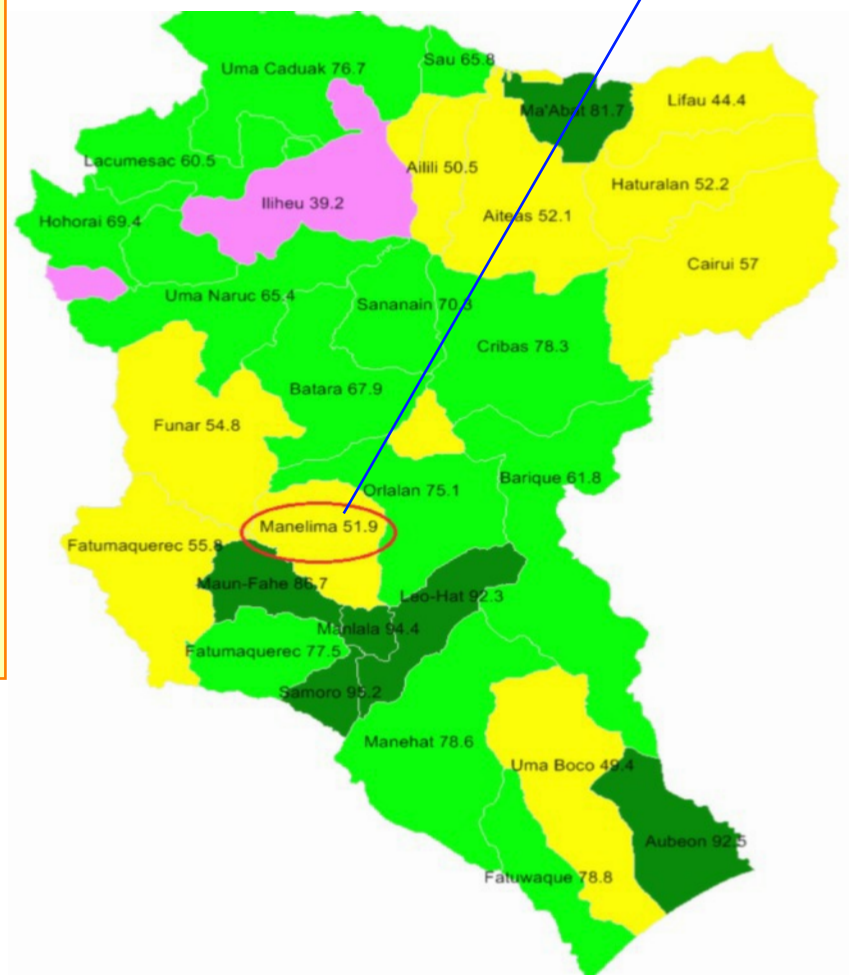 Sau 65.8
Uma Caduak 76.7
Lifau 44.4
Ma'Abat 81.7
Lacumesac 60.5
Ailili 50.5
Haturalan 52.2
Iliheu 39.2
Aiteas 52.1
Hohorai 69.4
Cairui 57
Uma Naruc 65.4
Sananain 70.3
Cribas 78.3
Batara 67.9
Funar 54.8
Barique 61.8
Orlalan 75.1
Manelima 51.9
Fatumaquerec 55.8
Maun-Fahe 86.7
Leo-Hat 92.3
Manlala 94.4
Fatumaquerec 77.5
Samoro 95.2
Manehat 78.6
Uma Boco 49.4
Aubeon 92.5
Fatuwaque 78.8